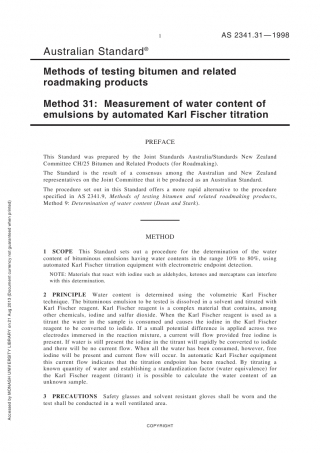 I
AS 2341.31—1998
Australian Standard®
Methods of testing bitumen and related
roadmaking products
Method 31: Measurement of water content of
emulsions by automated Karl Fischer titration
PREFACE
This Standard was prepared by the Joint Standards Australia/Standards New Zealand
Committee CH/25 Bitumen and Related Products (for Roadmaking).
The Standard is the result of a consensus among the Australian and New Zealand
representatives on the Joint Committee that it be produced as an Australian Standard.
The procedure set out in this Standard offers a more rapid alternative to the procedure
specified in AS 2341.9, Methods of testing bitumen and related roadmaking products,
Method 9: Determination of water content (Dean and Stark).
METHOD
1 SCOPE This Standard sets out a procedure for the determination of the water
content of bituminous emulsions having water contents in the range 10% to 80%, using
automated Karl Fischer titration equipment with electrometric endpoint detection.
NOTE: Materials that react with iodine such as aldehydes, ketones and mercaptans can interfere
with this determination.
2 PRINCIPLE Water content is determined using the volumetric Karl Fischer
technique. The bituminous emulsion to be tested is dissolved in a solvent and titrated with
Karl Fischer reagent. Karl Fischer reagent is a complex material that contains, among
other chemicals, iodine and sulfur dioxide. When the Karl Fischer reagent is used as a
titrant the water in the sample is consumed and causes the iodine in the Karl Fischer
reagent to be converted to iodide. If a small potential difference is applied across two
electrodes immersed in the reaction mixture, a current will flow provided free iodine is
present. If water is still present the iodine in the titrant will rapidly be converted to iodide
and there will be no current flow. When all the water has been consumed, however, free
iodine will be present and current flow will occur. In automatic Karl Fischer equipment
this current flow indicates that the titration endpoint has been reached. By titrating a
known quantity of water and establishing a standardization factor (water equivalent) for
the Karl Fischer reagent (titrant) it is possible to calculate the water content of an
unknown sample.
3 PRECAUTIONS Safety glasses and solvent resistant gloves shall be worn and the
test shall be conducted in a well ventilated area.
COPYRIGHT
Accessed by MONASH UNIVERSITY LIBRARY on 21 Aug 2013 (Document currency not guaranteed when printed)